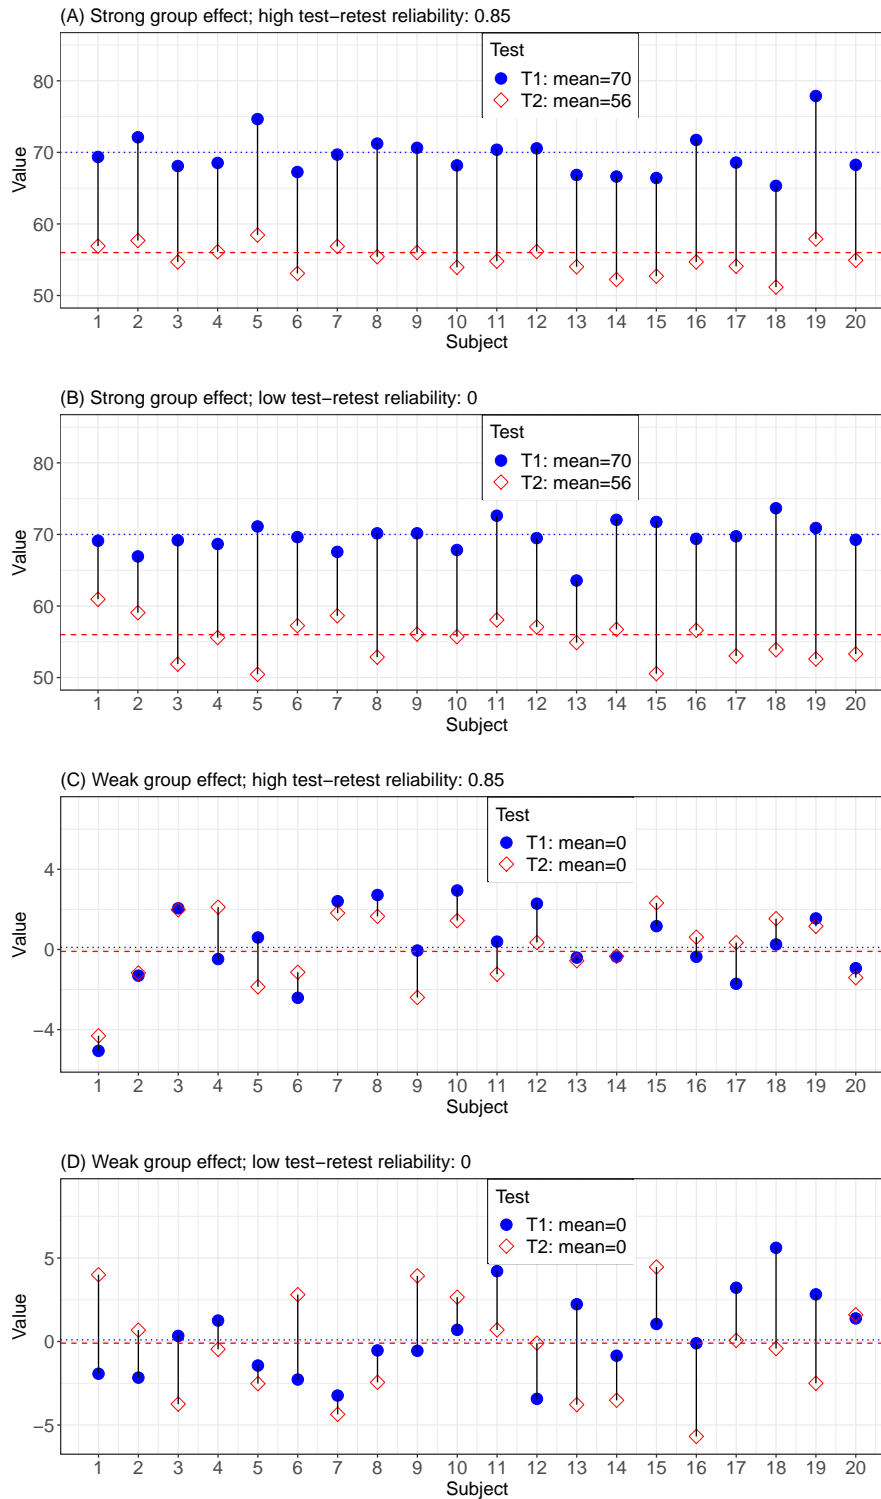 (A) Strong group effect; high test−retest reliability: 0.85
Test
T1: mean=70
T2: mean=56
80
70
60
50
Value
1 2 3 4 5 6 7 8 9 10 11 12 13 14 15 16 17 18 19 20
Subject
(B) Strong group effect; low test−retest reliability: 0
Test
T1: mean=70
T2: mean=56
80
70
60
50
Value
1 2 3 4 5 6 7 8 9 10 11 12 13 14 15 16 17 18 19 20
Subject
(C) Weak group effect; high test−retest reliability: 0.85
Test
T1: mean=0
T2: mean=0
4
0
−4
Value
1 2 3 4 5 6 7 8 9 10 11 12 13 14 15 16 17 18 19 20
Subject
(D) Weak group effect; low test−retest reliability: 0
Test
T1: mean=0
T2: mean=0
5
0
−5
Value
1 2 3 4 5 6 7 8 9 10 11 12 13 14 15 16 17 18 19 20
Subject